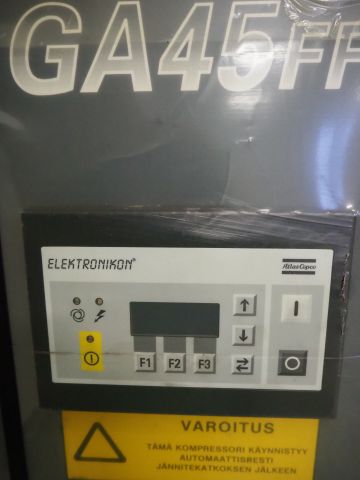 GA45FF
ELEKTRONIKON®
Atlas Copco
F1 F2 F3
VAROITUS
TÄMÄ KOMPRESSORI KÄYNNISTYY
AUTOMAATTISESTI
JÄNNITEKATKOKSEN JÄLKEEN